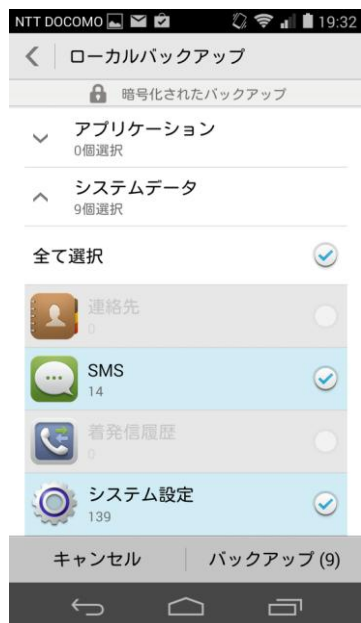 NTT DOCOMO 19:32
ローカルバックアップ
暗号化されたバックアップ
アプリケーション
0個選択
システムデータ
9個選択
全て選択
連絡先
0
SMS
14
着発信履歴
0
システム設定
139
キャンセル バックアップ (9)